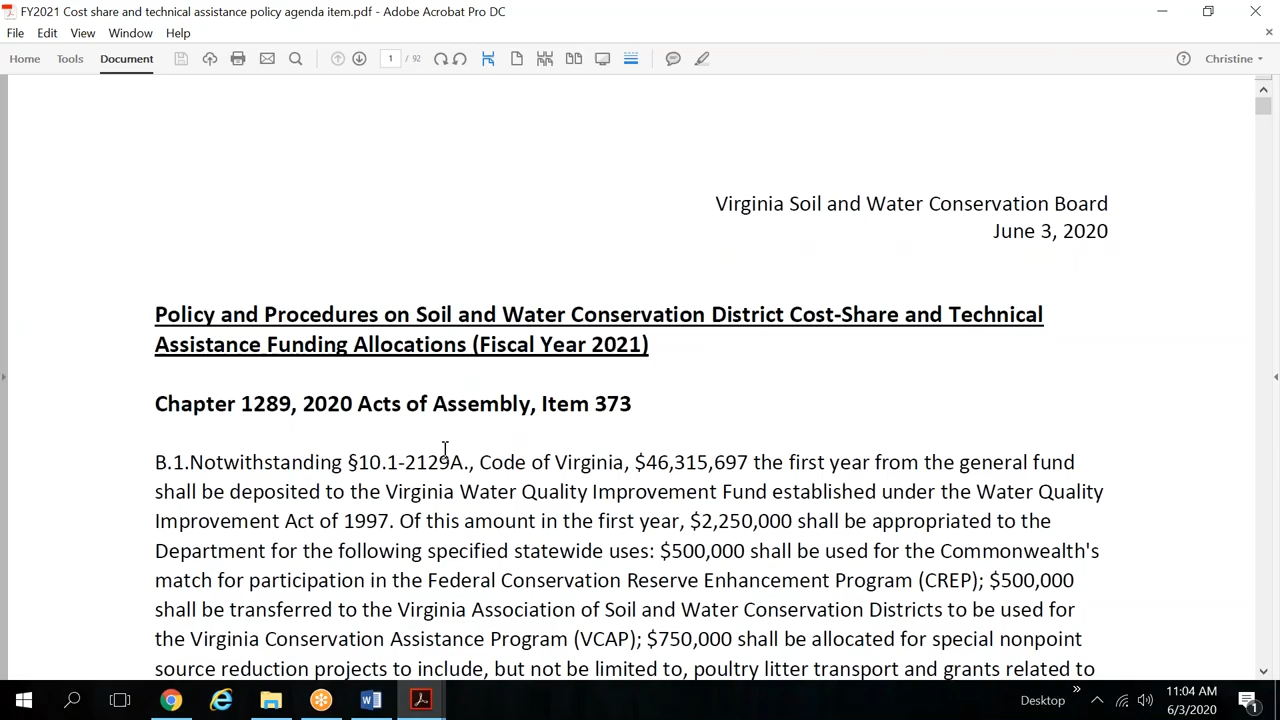 FY2021 Cost share and technical assistance policy agenda item.pdf - Adobe Acrobat Pro DC
File Edit View Window Help
Home Tools Document 1 / 92 Christine
Virginia Soil and Water Conservation Board
June 3, 2020
Policy and Procedures on Soil and Water Conservation District Cost-Share and Technical
Assistance Funding Allocations (Fiscal Year 2021)
Chapter 1289, 2020 Acts of Assembly, Item 373
B.1.Notwithstanding §10.1-2129A., Code of Virginia, $46,315,697 the first year from the general fund
shall be deposited to the Virginia Water Quality Improvement Fund established under the Water Quality
Improvement Act of 1997. Of this amount in the first year, $2,250,000 shall be appropriated to the
Department for the following specified statewide uses: $500,000 shall be used for the Commonwealth's
match for participation in the Federal Conservation Reserve Enhancement Program (CREP); $500,000
shall be transferred to the Virginia Association of Soil and Water Conservation Districts to be used for
the Virginia Conservation Assistance Program (VCAP); $750,000 shall be allocated for special nonpoint
source reduction projects to include, but not be limited to, poultry litter transport and grants related to
Desktop
11:04 AM
6/3/2020
1